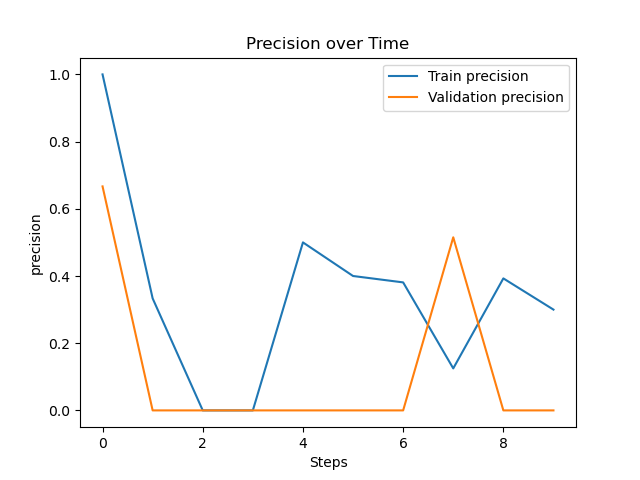 Precision over Time
Train precision
Validation precision
1.0
0.8
0.6
0.4
0.2
0.0
precision
0 2 4 6 8
Steps